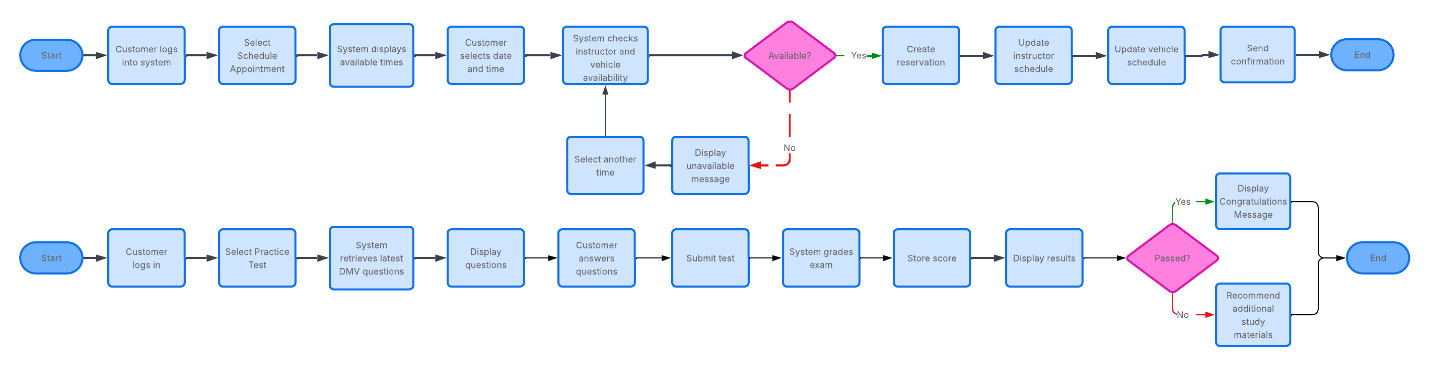 Start
Customer logs
into system
Select
Schedule
Appointment
System displays
available times
Customer
selects date
and time
System checks
instructor and
vehicle
availability
Available?
Yes
Create
reservation
Update
instructor
schedule
Update vehicle
schedule
Send
confirmation
End
No
Display
unavailable
message
Select another
time
Start
Customer
logs in
Select Practice
Test
System
retrieves latest
DMV questions
Display
questions
Customer
answers
questions
Submit test
System grades
exam
Store score
Display results
Passed?
Yes
Display
Congratulations
Message
No
Recommend
additional
study
materials
End